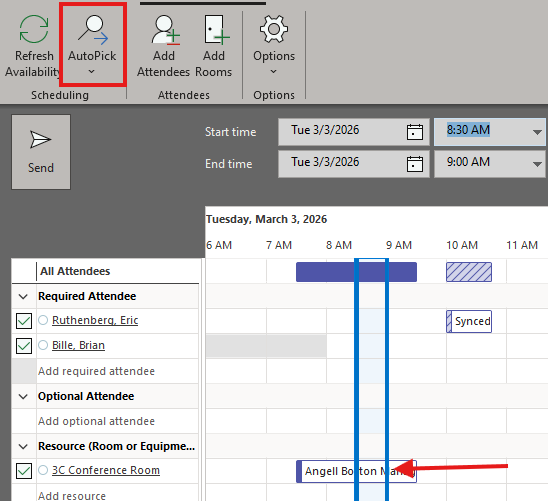 Refresh Availability
AutoPick
Add Attendees
Add Rooms
Options
Scheduling
Attendees
Options
Send
Start time
Tue 3/3/2026
8:30 AM
End time
Tue 3/3/2026
9:00 AM
Tuesday, March 3, 2026
6 AM
7 AM
8 AM
9 AM
10 AM
11 AM
All Attendees
Required Attendee
Ruthenberg, Eric
Synced
Bille, Brian
Add required attendee
Optional Attendee
Add optional attendee
Resource (Room or Equipme...
3C Conference Room
Angell Bo
Add resource